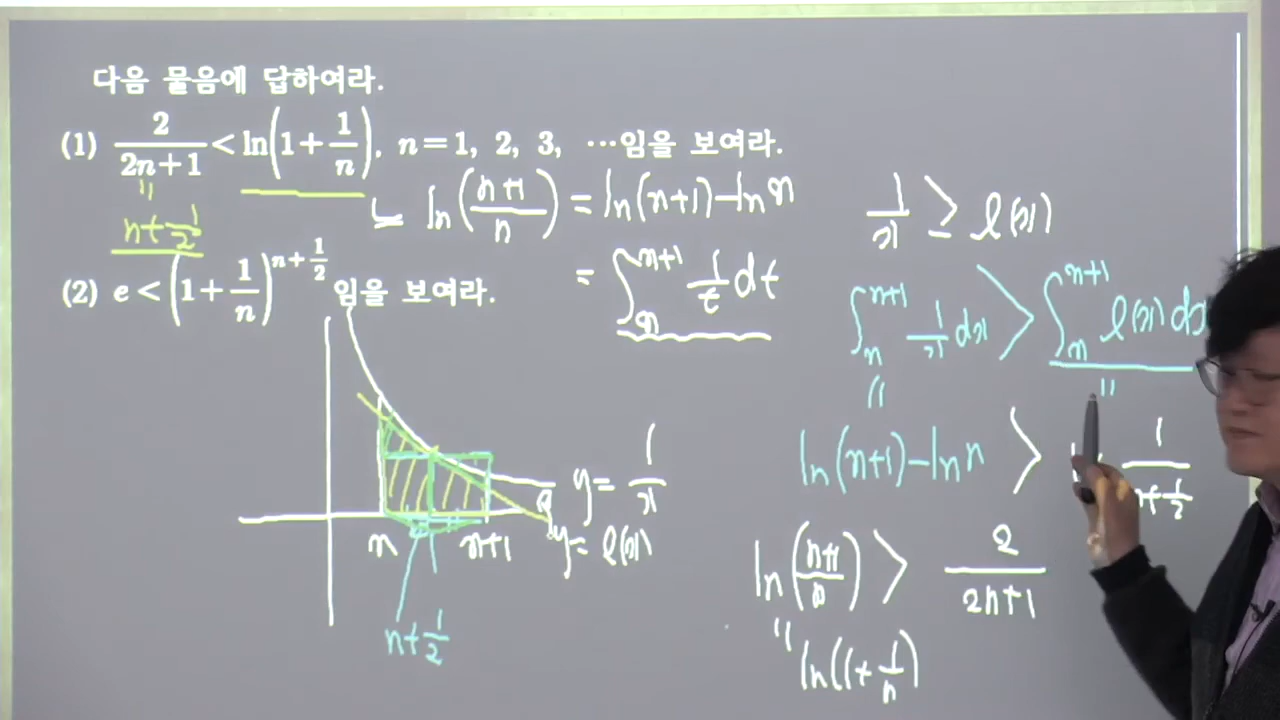 다음 물음에 답하여라.
(1) 2/(2n+1) < ln(1+1/n), n=1, 2, 3, ⋯임을 보여라.
"
n+1/2
ln((n+1)/n) = ln(n+1)-ln n
= ∫_n^{n+1} 1/t dt
(2) e < (1+1/n)^{n+1/2} 임을 보여라.
n
n+1
n+1/2
y= 1/x
y= l(x)
1/x ≥ l(x)
∫_n^{n+1} 1/x dx > ∫_n^{n+1} l(x) dx
" "
ln(n+1)-ln n > 1/(n+1/2)
ln((n+1)/n) > 2/(2n+1)
"
ln(1+1/n)